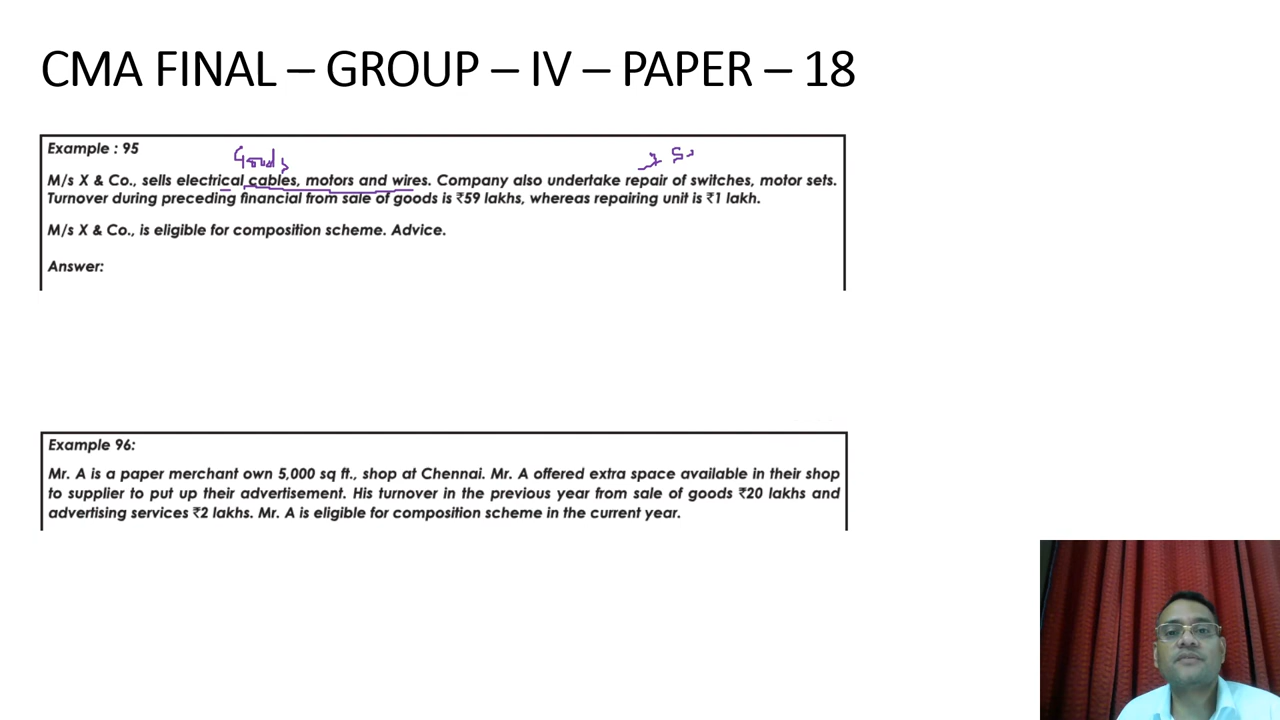 CMA FINAL – GROUP – IV – PAPER – 18
Example : 95
Goods
M/s X & Co., sells electrical cables, motors and wires. Company also undertake repair of switches, motor sets.
Turnover during preceding financial from sale of goods is ₹59 lakhs, whereas repairing unit is ₹1 lakh.
M/s X & Co., is eligible for composition scheme. Advice.
Answer:
Example 96:
Mr. A is a paper merchant own 5,000 sq ft., shop at Chennai. Mr. A offered extra space available in their shop
to supplier to put up their advertisement. His turnover in the previous year from sale of goods ₹20 lakhs and
advertising services ₹2 lakhs. Mr. A is eligible for composition scheme in the current year.